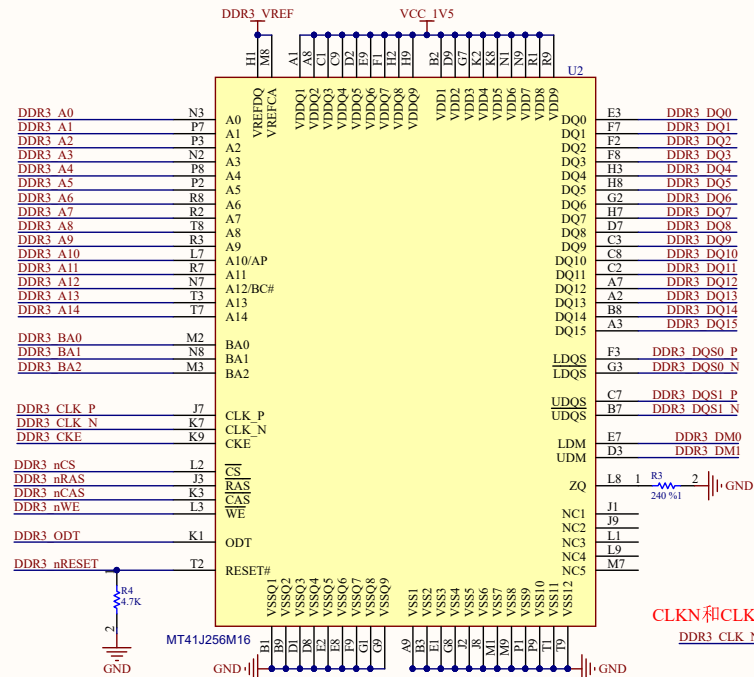 DDR3_VREF
VCC_1V5
H1 M8 A1 A8 C1 C9 D2 E9 F1 H2 H9 B2 D9 G7 K2 K8 N1 N9 R1 R9
U2
VREFDQ VREFCA VDDQ1 VDDQ2 VDDQ3 VDDQ4 VDDQ5 VDDQ6 VDDQ7 VDDQ8 VDDQ9 VDD1 VDD2 VDD3 VDD4 VDD5 VDD6 VDD7 VDD8 VDD9
DDR3_A0 N3 A0
DDR3_A1 P7 A1
DDR3_A2 P3 A2
DDR3_A3 N2 A3
DDR3_A4 P8 A4
DDR3_A5 P2 A5
DDR3_A6 R8 A6
DDR3_A7 R2 A7
DDR3_A8 T8 A8
DDR3_A9 R3 A9
DDR3_A10 L7 A10/AP
DDR3_A11 R7 A11
DDR3_A12 N7 A12/BC#
DDR3_A13 T3 A13
DDR3_A14 T7 A14
DDR3_BA0 M2 BA0
DDR3_BA1 N8 BA1
DDR3_BA2 M3 BA2
DDR3_CLK_P J7 CLK_P
DDR3_CLK_N K7 CLK_N
DDR3_CKE K9 CKE
DDR3_nCS L2 CS
DDR3_nRAS J3 RAS
DDR3_nCAS K3 CAS
DDR3_nWE L3 WE
DDR3_ODT K1 ODT
DDR3_nRESET T2 RESET#
R4
4.7K
2
GND
DQ0 E3 DDR3_DQ0
DQ1 F7 DDR3_DQ1
DQ2 F2 DDR3_DQ2
DQ3 F8 DDR3_DQ3
DQ4 H3 DDR3_DQ4
DQ5 H8 DDR3_DQ5
DQ6 G2 DDR3_DQ6
DQ7 H7 DDR3_DQ7
DQ8 D7 DDR3_DQ8
DQ9 C3 DDR3_DQ9
DQ10 C8 DDR3_DQ10
DQ11 C2 DDR3_DQ11
DQ12 A7 DDR3_DQ12
DQ13 A2 DDR3_DQ13
DQ14 B8 DDR3_DQ14
DQ15 A3 DDR3_DQ15
LDQS F3 DDR3_DQS0_P
LDQS G3 DDR3_DQS0_N
UDQS C7 DDR3_DQS1_P
UDQS B7 DDR3_DQS1_N
LDM E7 DDR3_DM0
UDM D3 DDR3_DM1
ZQ L8 1 R3 2 GND
240 %1
NC1 J1
NC2 J9
NC3 L1
NC4 L9
NC5 M7
VSSQ1 VSSQ2 VSSQ3 VSSQ4 VSSQ5 VSSQ6 VSSQ7 VSSQ8 VSSQ9 VSS1 VSS2 VSS3 VSS4 VSS5 VSS6 VSS7 VSS8 VSS9 VSS10 VSS11 VSS12
MT41J256M16
B1 B9 D1 D8 E2 E8 F9 G1 G9 A9 B3 E1 G8 J2 J8 M1 M9 P1 P9 T1 T9
GND
GND
CLKN和CLK
DDR3_CLK_N